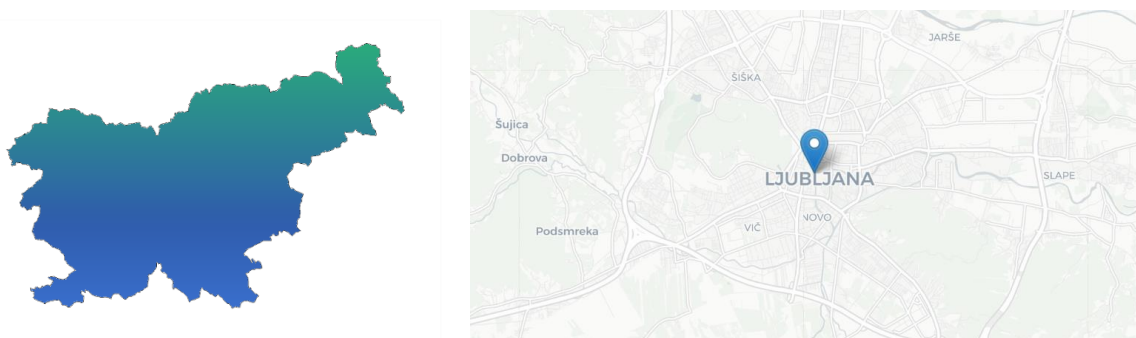 JARŠE
ŠIŠKA
Šujica
Dobrova
LJUBLJANA
SLAPE
NOVO
VIČ
Podsmreka